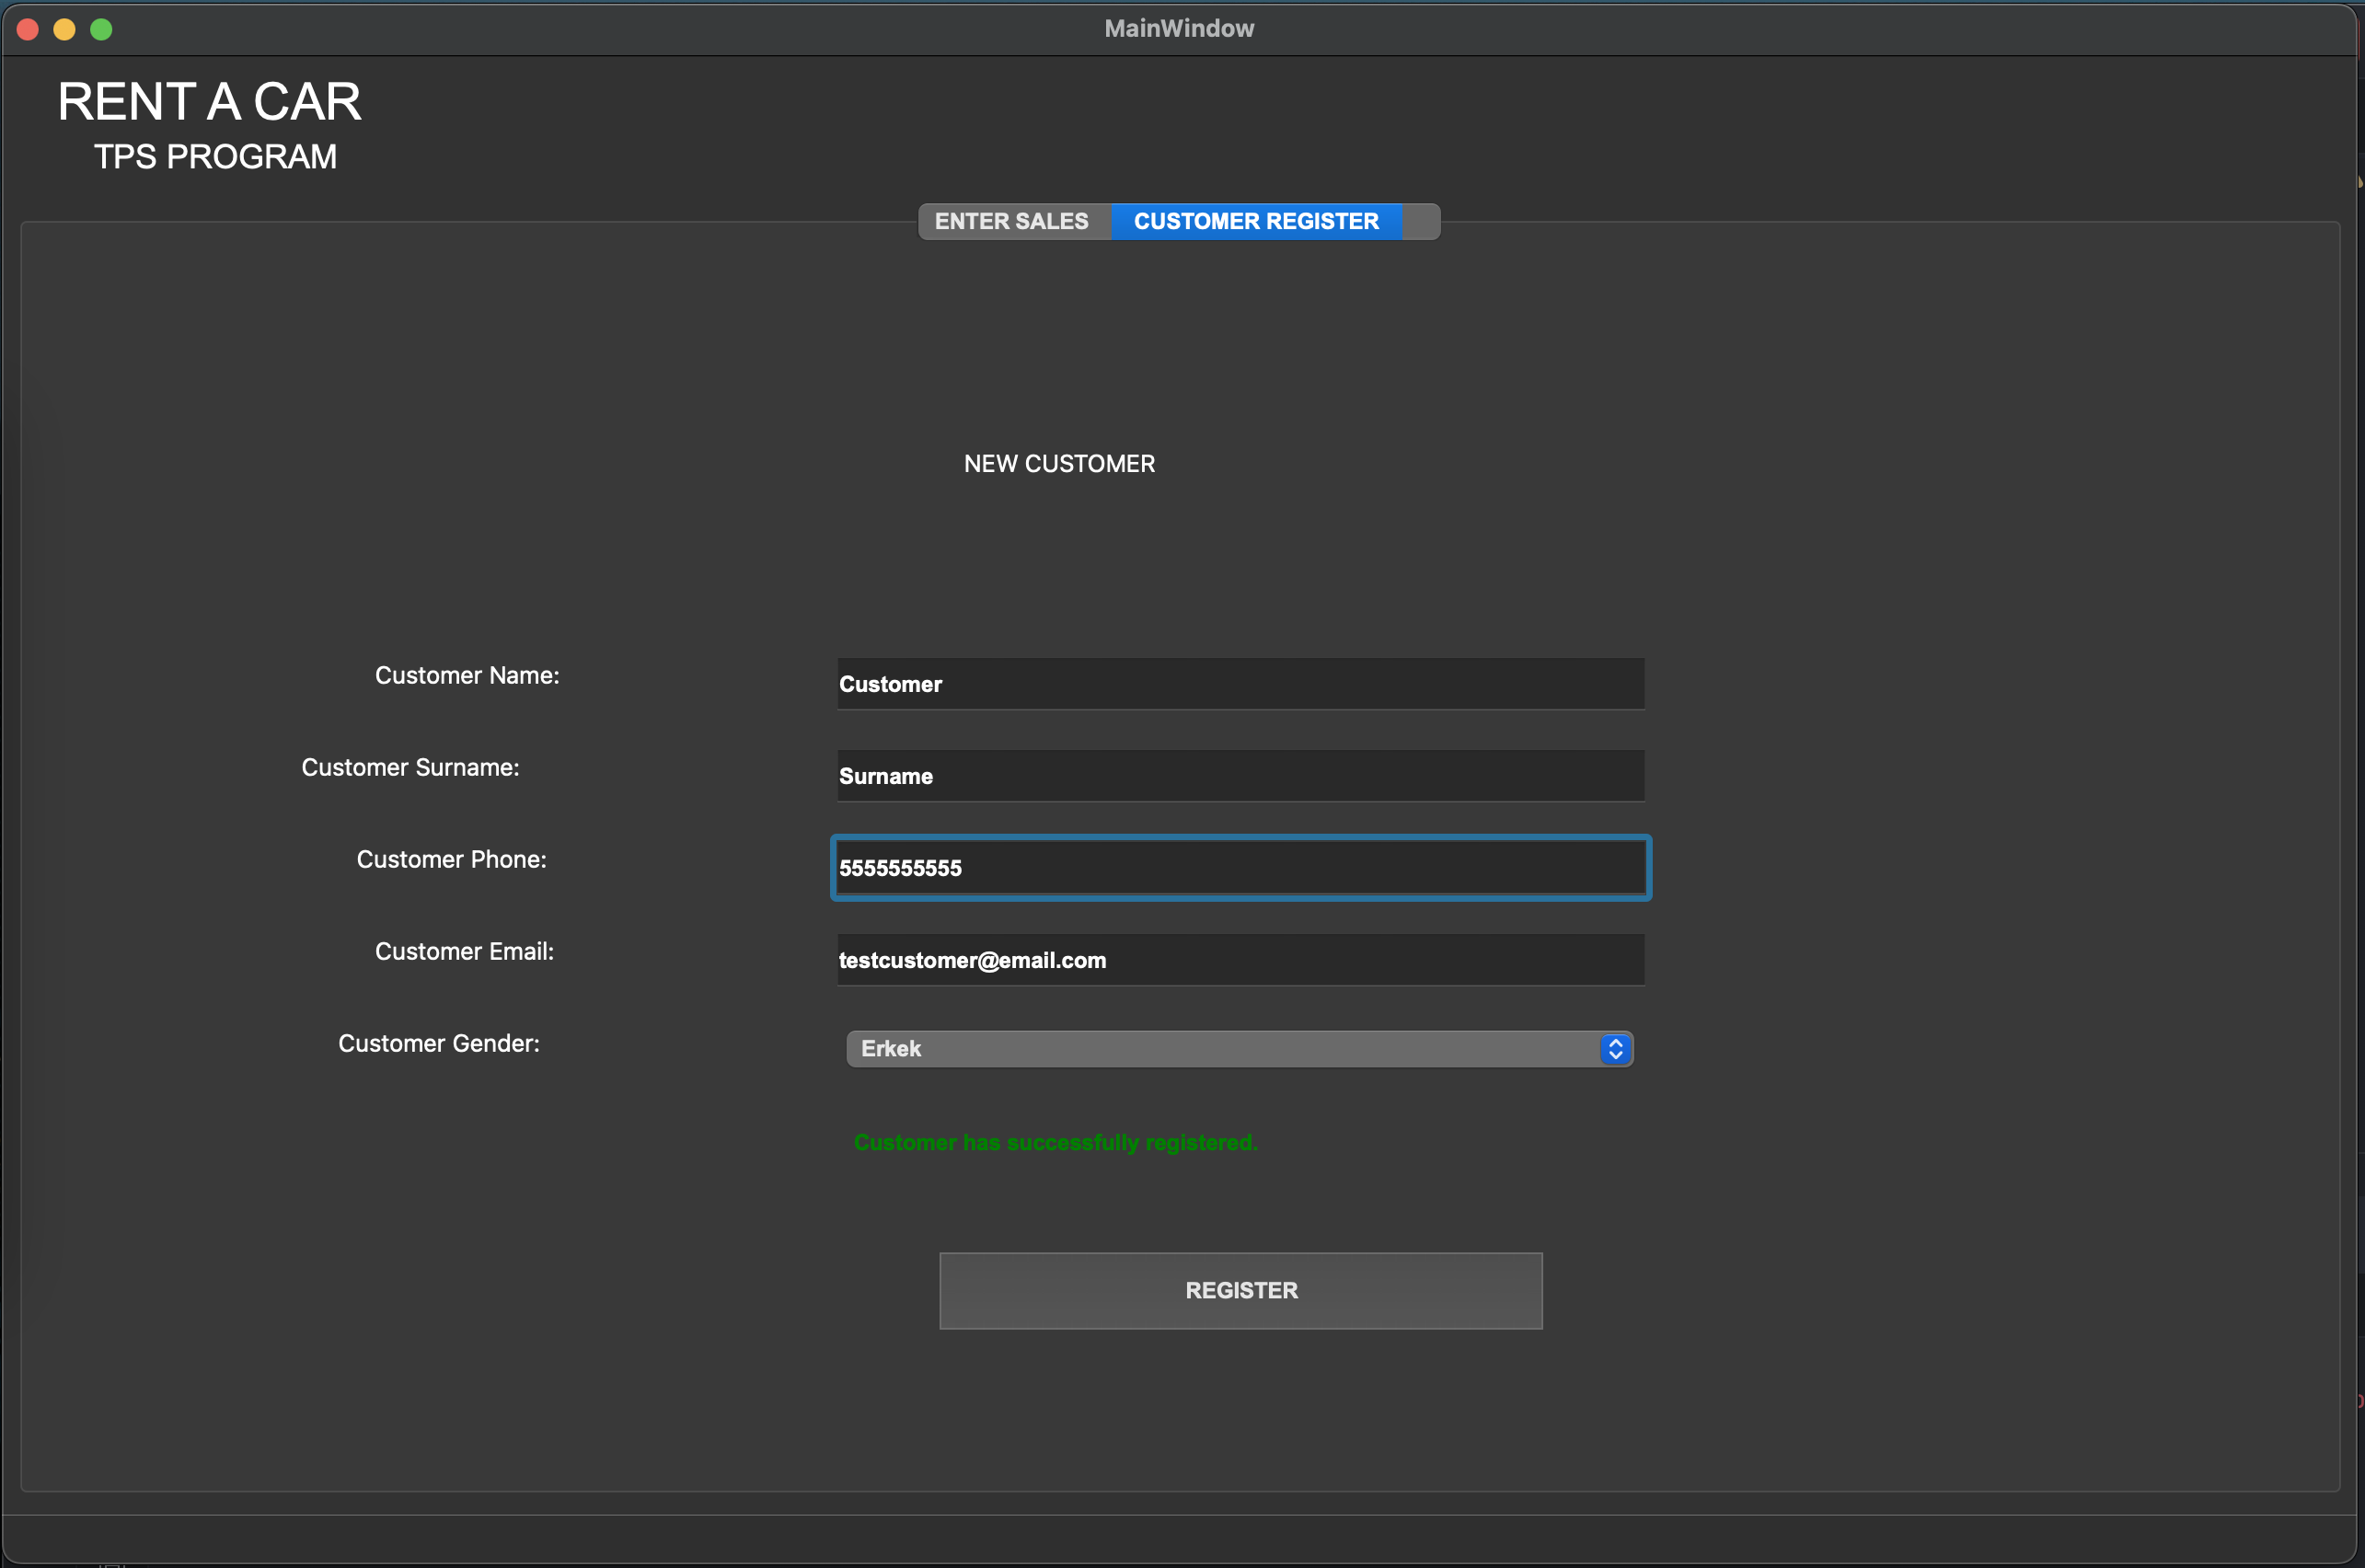 MainWindow
RENT A CAR
TPS PROGRAM
ENTER SALES CUSTOMER REGISTER
NEW CUSTOMER
Customer Name: Customer
Customer Surname: Surname
Customer Phone: 5555555555
Customer Email: testcustomer@email.com
Customer Gender: Erkek
Customer has successfully registered.
REGISTER